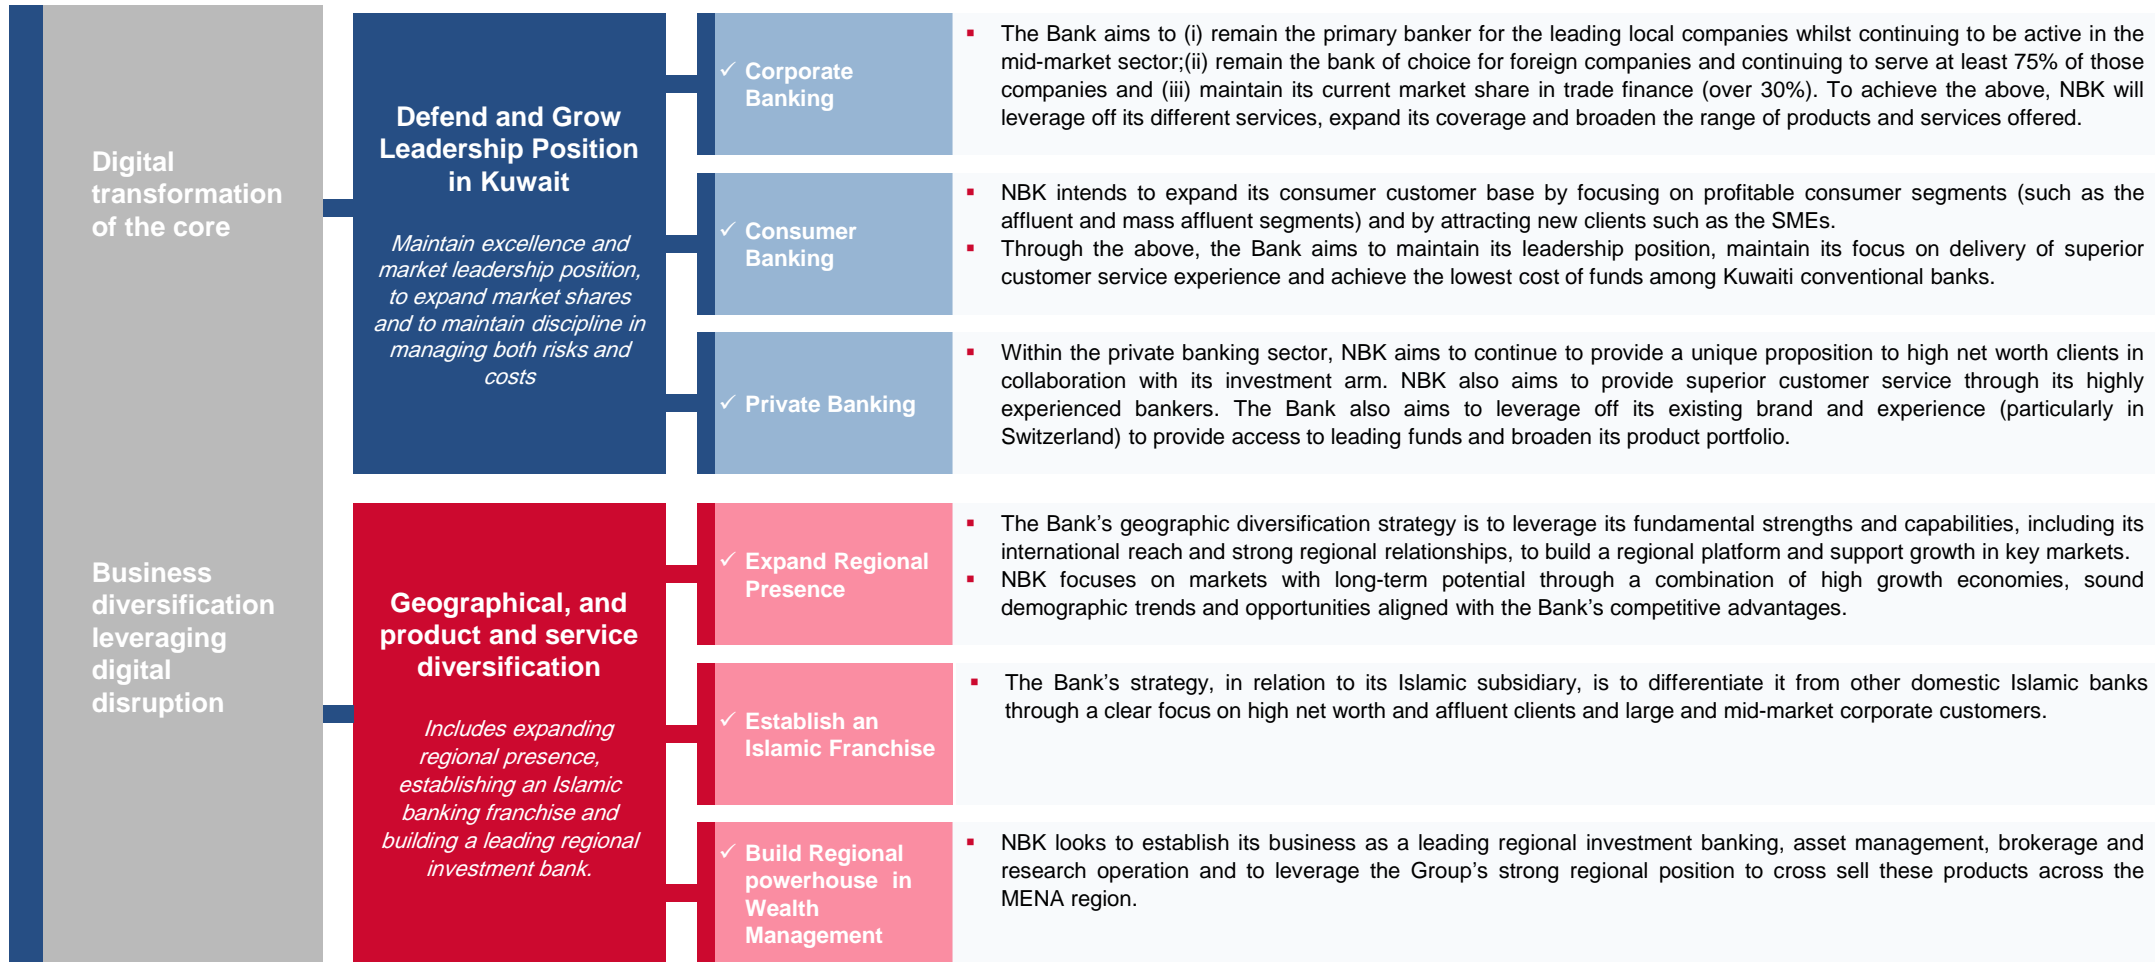 Digital
transformation
of the core
Defend and Grow
Leadership Position
in Kuwait
Maintain excellence and
market leadership position,
to expand market shares
and to maintain discipline in
managing both risks and
costs
✓ Corporate
Banking
▪ The Bank aims to (i) remain the primary banker for the leading local companies whilst continuing to be active in the
mid-market sector;(ii) remain the bank of choice for foreign companies and continuing to serve at least 75% of those
companies and (iii) maintain its current market share in trade finance (over 30%). To achieve the above, NBK will
leverage off its different services, expand its coverage and broaden the range of products and services offered.
✓ Consumer
Banking
▪ NBK intends to expand its consumer customer base by focusing on profitable consumer segments (such as the
affluent and mass affluent segments) and by attracting new clients such as the SMEs.
▪ Through the above, the Bank aims to maintain its leadership position, maintain its focus on delivery of superior
customer service experience and achieve the lowest cost of funds among Kuwaiti conventional banks.
✓ Private Banking
▪ Within the private banking sector, NBK aims to continue to provide a unique proposition to high net worth clients in
collaboration with its investment arm. NBK also aims to provide superior customer service through its highly
experienced bankers. The Bank also aims to leverage off its existing brand and experience (particularly in
Switzerland) to provide access to leading funds and broaden its product portfolio.
Business
diversification
leveraging
digital
disruption
Geographical, and
product and service
diversification
Includes expanding
regional presence,
establishing an Islamic
banking franchise and
building a leading regional
investment bank.
✓ Expand Regional
Presence
▪ The Bank’s geographic diversification strategy is to leverage its fundamental strengths and capabilities, including its
international reach and strong regional relationships, to build a regional platform and support growth in key markets.
▪ NBK focuses on markets with long-term potential through a combination of high growth economies, sound
demographic trends and opportunities aligned with the Bank’s competitive advantages.
✓ Establish an
Islamic Franchise
▪ The Bank’s strategy, in relation to its Islamic subsidiary, is to differentiate it from other domestic Islamic banks
through a clear focus on high net worth and affluent clients and large and mid-market corporate customers.
✓ Build Regional
powerhouse in
Wealth
Management
▪ NBK looks to establish its business as a leading regional investment banking, asset management, brokerage and
research operation and to leverage the Group’s strong regional position to cross sell these products across the
MENA region.